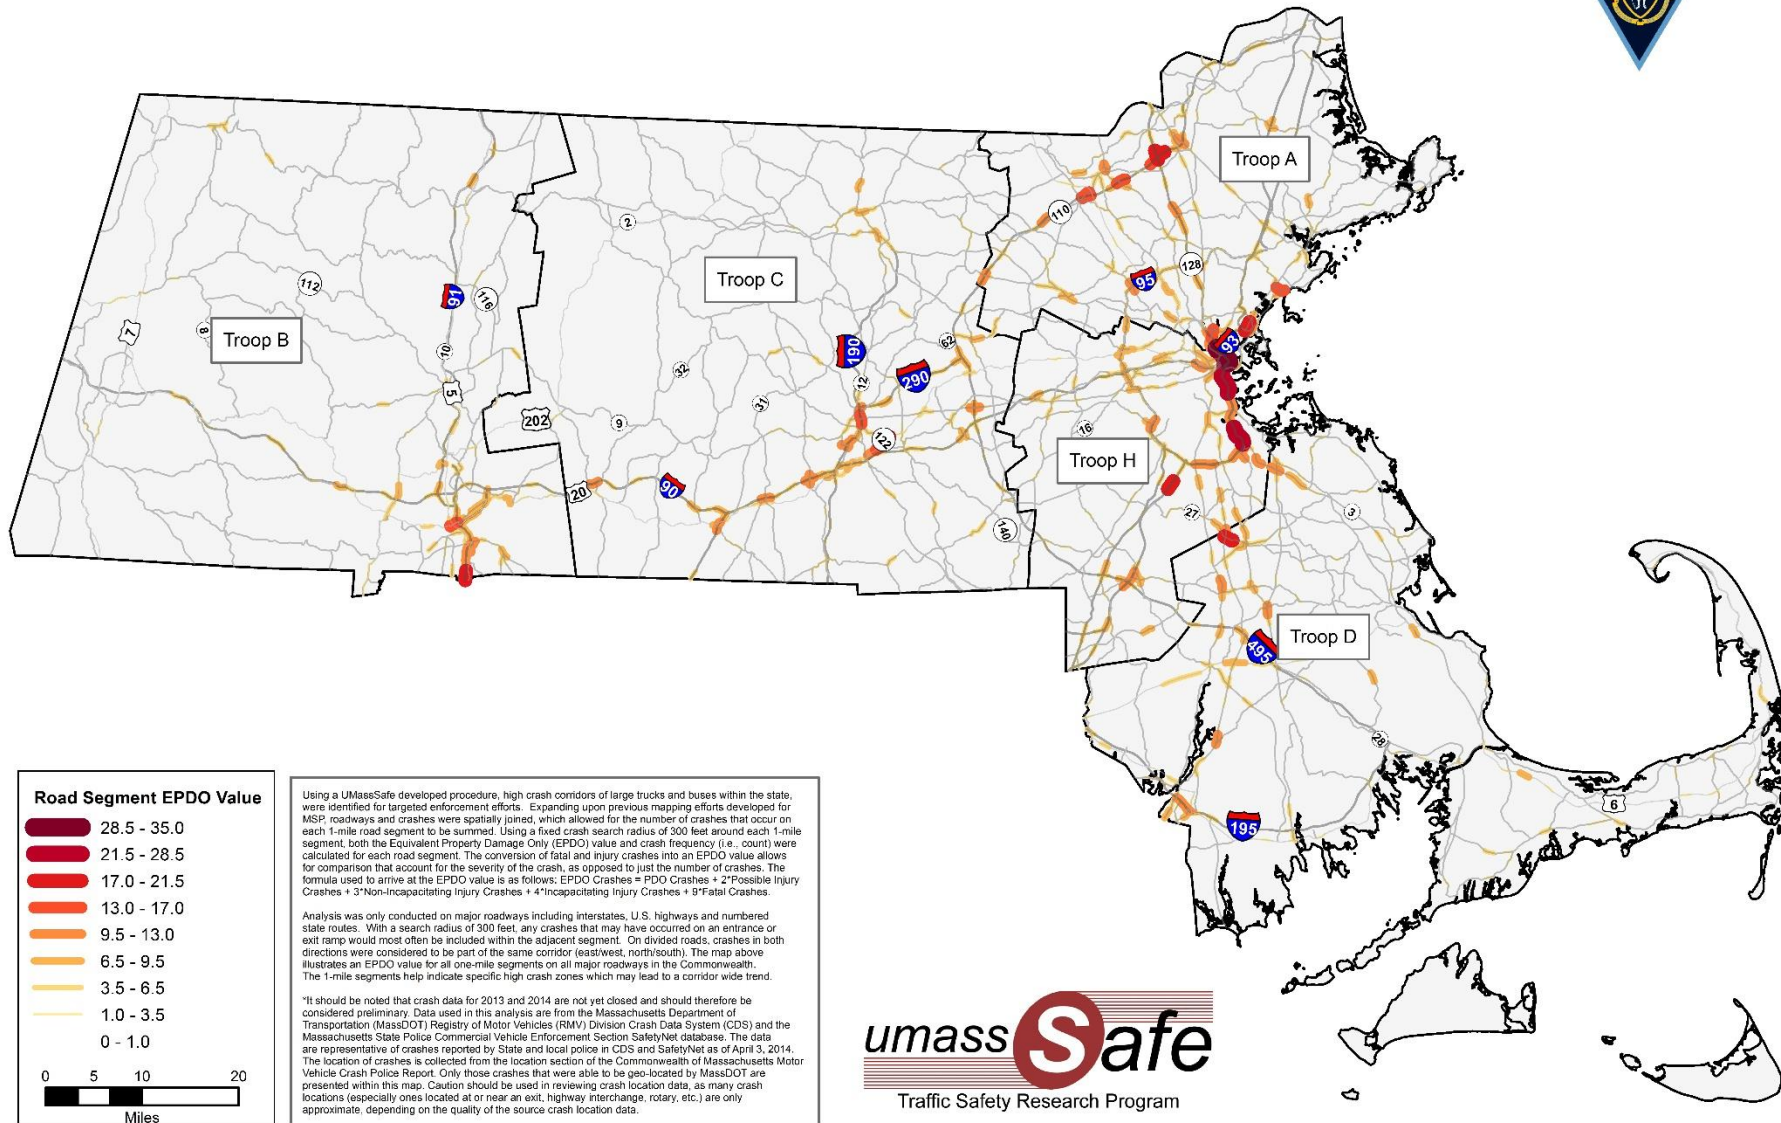 Troop A
110
2
128
Troop C
95
112
91
116
7
8
Troop B
93
190
62
10
32
290
12
5
31
202
9
16
122
Troop H
90
20
27
3
140
Troop D
495
28
6
195
Road Segment EPDO Value
28.5 - 35.0
21.5 - 28.5
17.0 - 21.5
13.0 - 17.0
9.5 - 13.0
6.5 - 9.5
3.5 - 6.5
1.0 - 3.5
0 - 1.0
0 5 10 20
Miles
Using a UMassSafe developed procedure, high crash corridors of large trucks and buses within the state,
were identified for targeted enforcement efforts. Expanding upon previous mapping efforts developed for
MSP, roadways and crashes were spatially joined, which allowed for the number of crashes that occur on
each 1-mile road segment to be summed. Using a fixed crash search radius of 300 feet around each 1-mile
segment, both the Equivalent Property Damage Only (EPDO) value and crash frequency (i.e., count) were
calculated for each road segment. The conversion of fatal and injury crashes into an EPDO value allows
for comparison that account for the severity of the crash, as opposed to just the number of crashes. The
formula used to arrive at the EPDO value is as follows: EPDO Crashes = PDO Crashes + 2*Possible Injury
Crashes + 3*Non-Incapacitating Injury Crashes + 4*Incapacitating Injury Crashes + 9*Fatal Crashes.
Analysis was only conducted on major roadways including interstates, U.S. highways and numbered
state routes. With a search radius of 300 feet, any crashes that may have occurred on an entrance or
exit ramp would most often be included within the adjacent segment. On divided roads, crashes in both
directions were considered to be part of the same corridor (east/west, north/south). The map above
illustrates an EPDO value for all one-mile segments on all major roadways in the Commonwealth.
The 1-mile segments help indicate specific high crash zones which may lead to a corridor wide trend.
*It should be noted that crash data for 2013 and 2014 are not yet closed and should therefore be
considered preliminary. Data used in this analysis are from the Massachusetts Department of
Transportation (MassDOT) Registry of Motor Vehicles (RMV) Division Crash Data System (CDS) and the
Massachusetts State Police Commercial Vehicle Enforcement Section SafetyNet database. The data
are representative of crashes reported by State and local police in CDS and SafetyNet as of April 3, 2014.
The location of crashes is collected from the location section of the Commonwealth of Massachusetts Motor
Vehicle Crash Police Report. Only those crashes that were able to be geo-located by MassDOT are
presented within this map. Caution should be used in reviewing crash location data, as many crash
locations (especially ones located at or near an exit, highway interchange, rotary, etc.) are only
approximate, depending on the quality of the source crash location data.
umassSafe
Traffic Safety Research Program